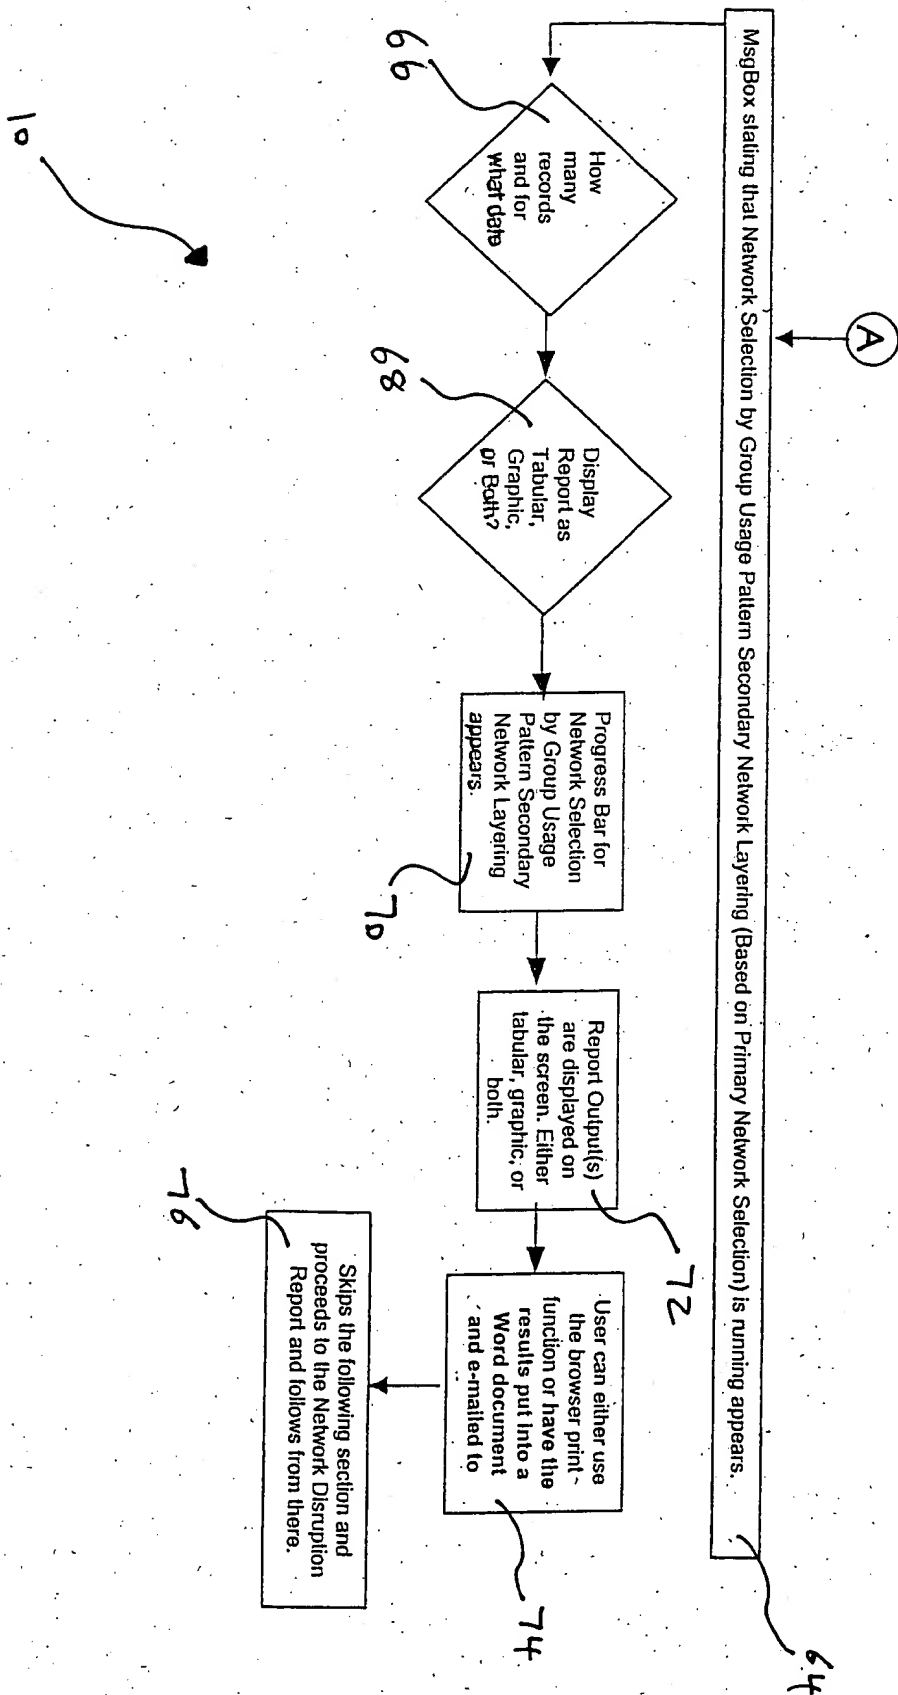 A
MsgBox stating that Network Selection by Group Usage Pattern Secondary Network Layering (Based on Primary Network Selection) is running appears.
64
How
many
records
and for
what date
66
Display
Report as
Tabular,
Graphic,
or Both?
68
Progress Bar for
Network Selection
by Group Usage
Pattern Secondary
Network Layering
appears.
70
Report Output(s)
are displayed on
the screen. Either
tabular, graphic, or
both.
72
User can either use
the browser print
function or have the
results put into a
Word document
and e-mailed to
74
Skips the following section and
proceeds to the Network Disruption
Report and follows from there.
76
10